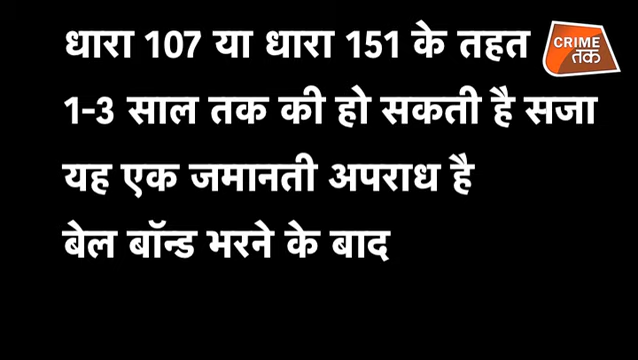 धारा 107 या धारा 151 के तहत
CRIME
तक
1-3 साल तक की हो सकती है सजा
यह एक जमानती अपराध है
बेल बॉन्ड भरने के बाद